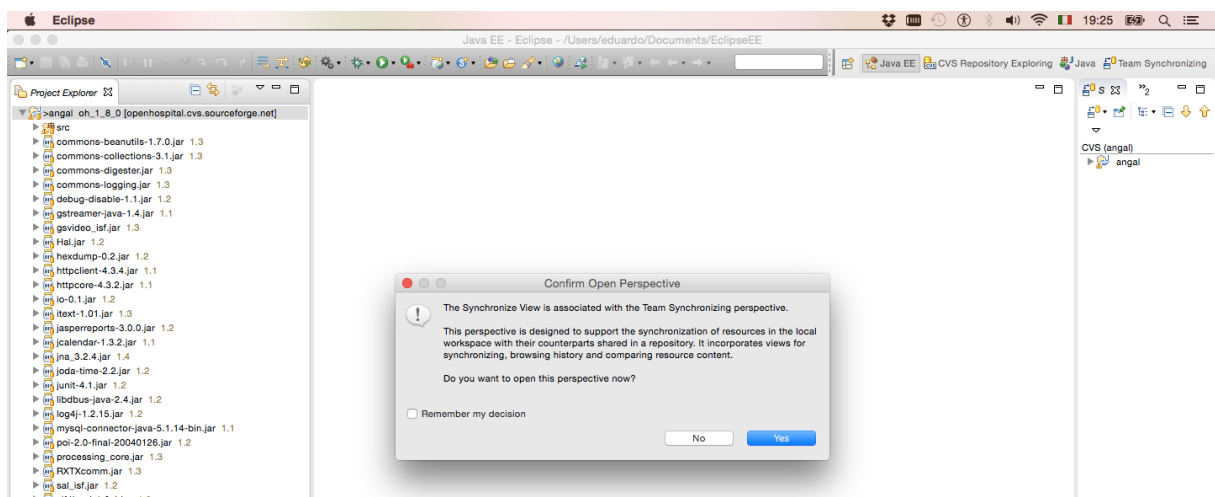 Eclipse
19:25
Java EE - Eclipse - /Users/eduardo/Documents/EclipseEE
Java EE CVS Repository Exploring Java Team Synchronizing
Project Explorer
>angal oh_1_8_0 [openhospital.cvs.sourceforge.net]
src
commons-beanutils-1.7.0.jar 1.3
commons-collections-3.1.jar 1.3
commons-digester.jar 1.3
commons-logging.jar 1.3
debug-disable-1.1.jar 1.2
gstreamer-java-1.4.jar 1.1
gsvideo_isf.jar 1.3
Hal.jar 1.2
hexdump-0.2.jar 1.2
httpclient-4.3.4.jar 1.1
httpcore-4.3.2.jar 1.1
io-0.1.jar 1.2
itext-1.01.jar 1.3
jasperreports-3.0.0.jar 1.2
jcalendar-1.3.2.jar 1.1
jna_3.2.4.jar 1.4
joda-time-2.2.jar 1.2
junit-4.1.jar 1.2
libdbus-java-2.4.jar 1.2
log4j-1.2.15.jar 1.2
mysql-connector-java-5.1.14-bin.jar 1.1
poi-2.0-final-20040126.jar 1.2
processing_core.jar 1.3
RXTXcomm.jar 1.3
sal_isf.jar 1.2
Confirm Open Perspective
The Synchronize View is associated with the Team Synchronizing perspective.
This perspective is designed to support the synchronization of resources in the local
workspace with their counterparts shared in a repository. It incorporates views for
synchronizing, browsing history and comparing resource content.
Do you want to open this perspective now?
Remember my decision
No Yes
S »2
CVS (angal)
angal